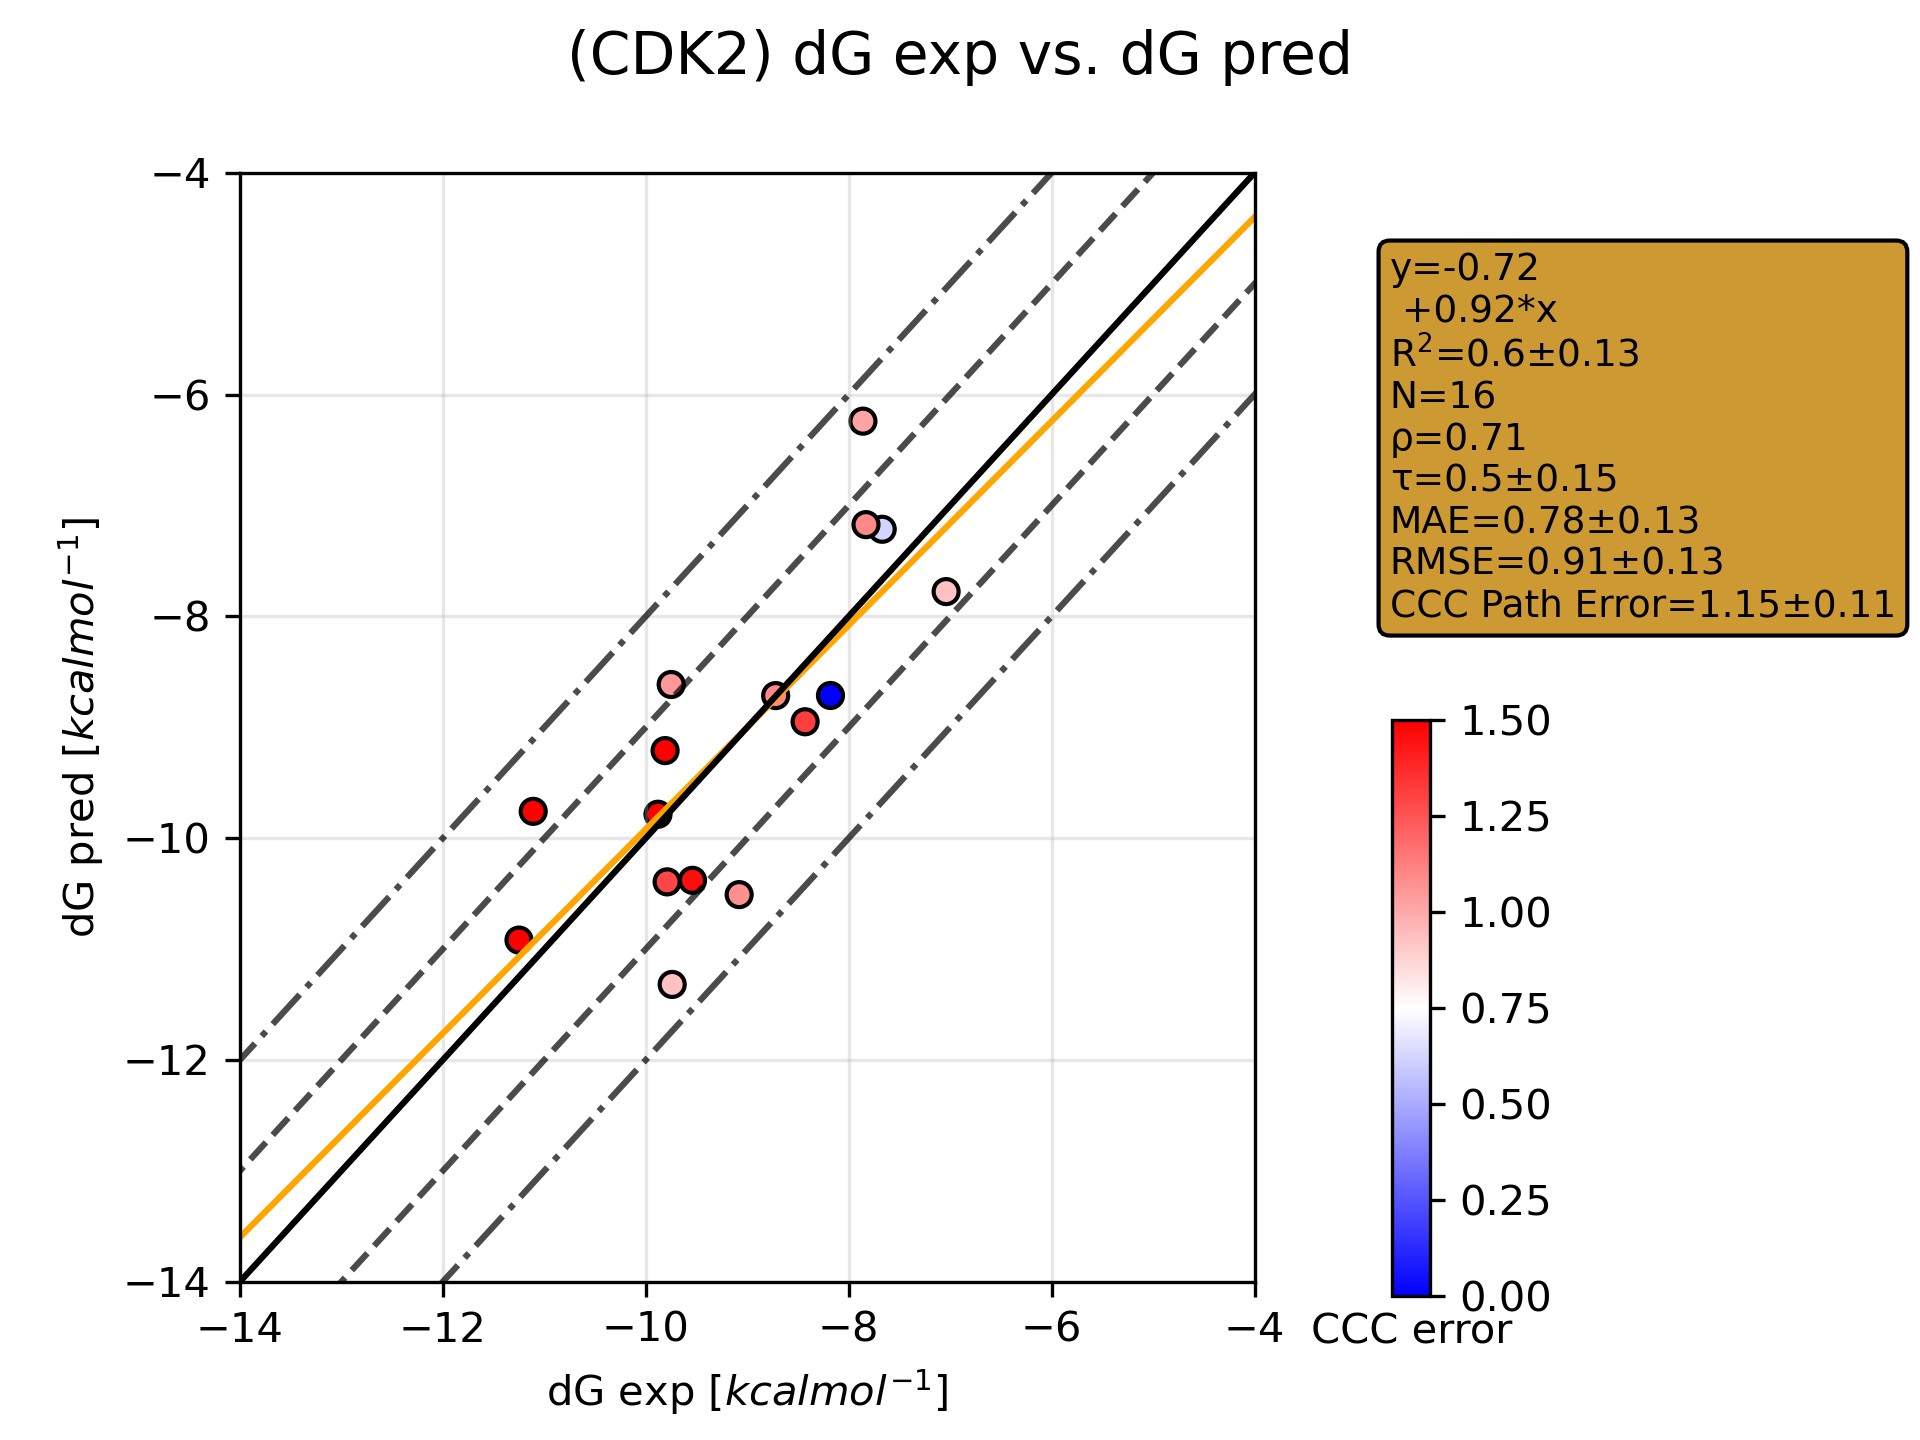 (CDK2) dG exp vs. dG pred
−4
−6
−8
−10
−12
−14
dG pred [kcalmol⁻¹]
−14 −12 −10 −8 −6 −4
dG exp [kcalmol⁻¹]
y=-0.72
+0.92*x
R²=0.6±0.13
N=16
ρ=0.71
τ=0.5±0.15
MAE=0.78±0.13
RMSE=0.91±0.13
CCC Path Error=1.15±0.11
1.50
1.25
1.00
0.75
0.50
0.25
0.00
CCC error